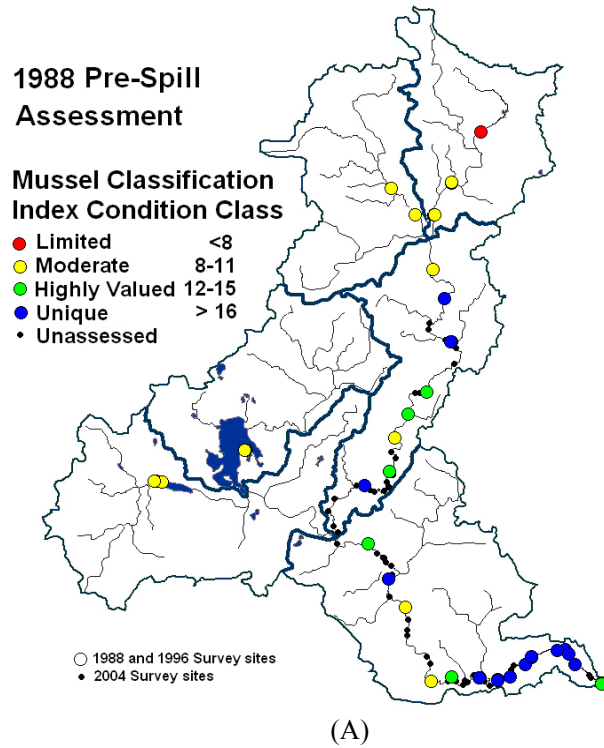 1988 Pre-Spill
Assessment
Mussel Classification
Index Condition Class
Limited <8
Moderate 8-11
Highly Valued 12-15
Unique > 16
Unassessed
1988 and 1996 Survey sites
2004 Survey sites
(A)